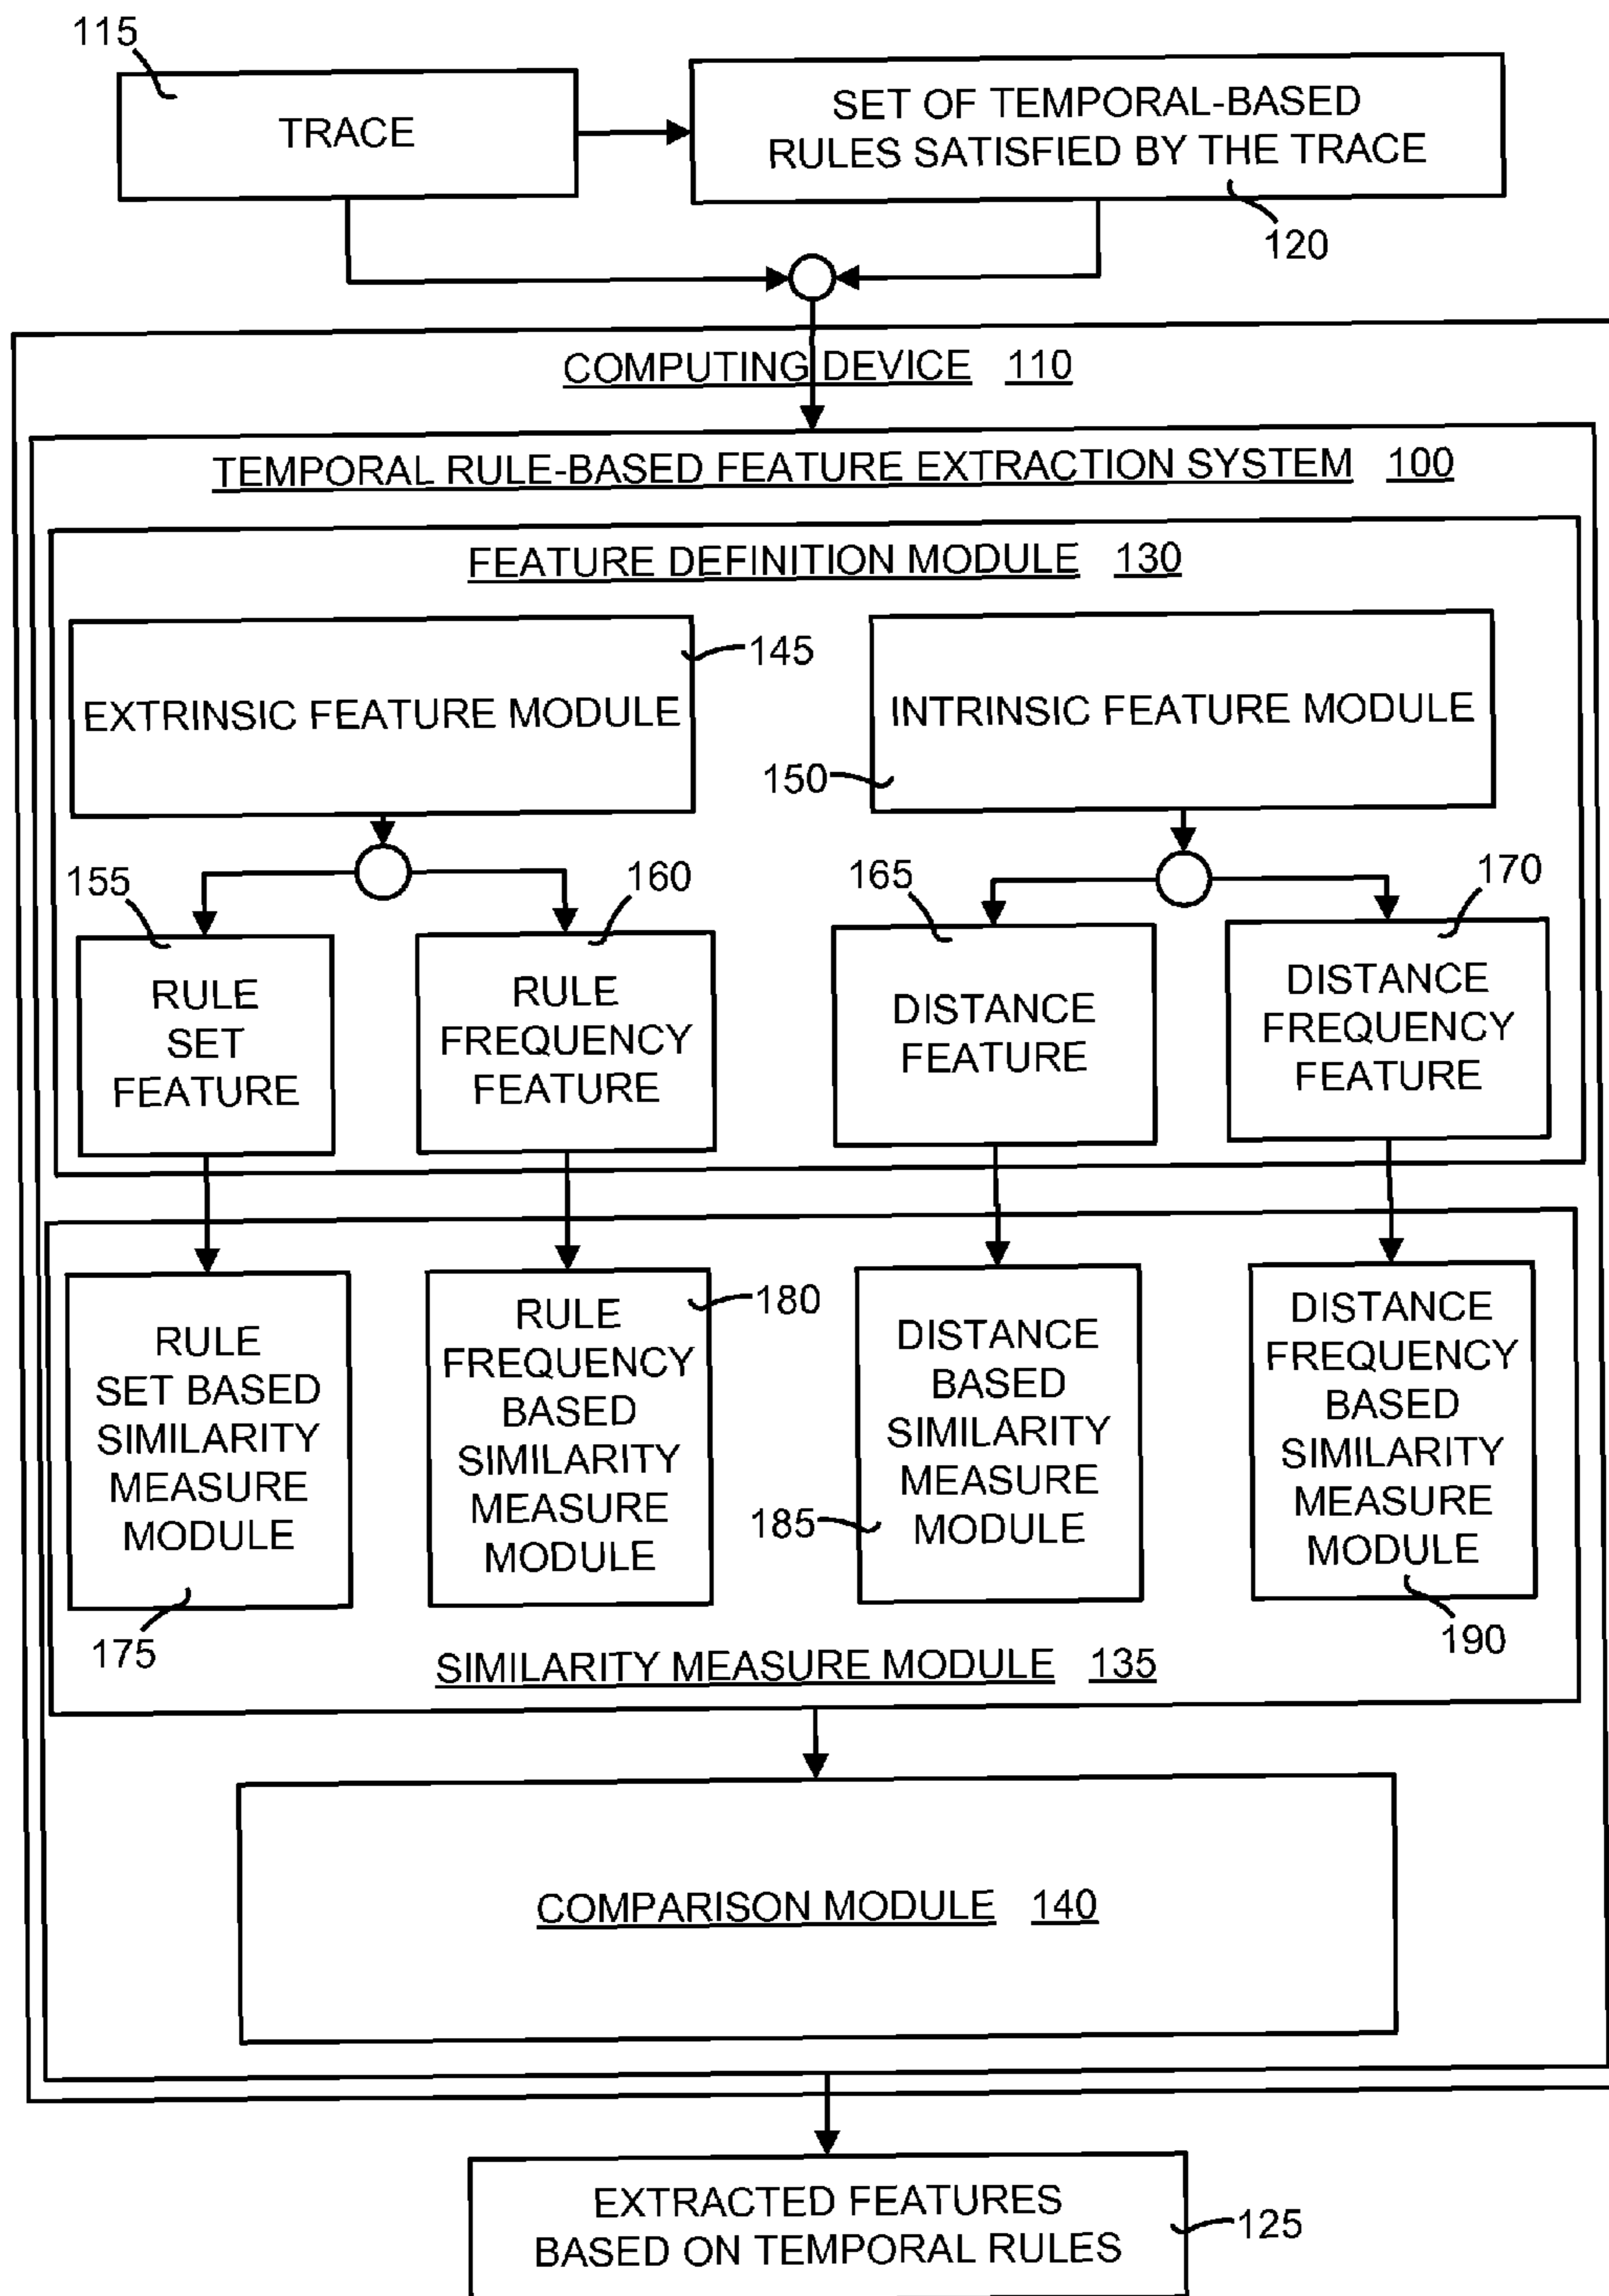 115
TRACE
SET OF TEMPORAL-BASED
RULES SATISFIED BY THE TRACE
120
COMPUTING DEVICE 110
TEMPORAL RULE-BASED FEATURE EXTRACTION SYSTEM 100
FEATURE DEFINITION MODULE 130
145
EXTRINSIC FEATURE MODULE
INTRINSIC FEATURE MODULE
150
155
160
165
170
RULE
SET
FEATURE
RULE
FREQUENCY
FEATURE
DISTANCE
FEATURE
DISTANCE
FREQUENCY
FEATURE
RULE
SET BASED
SIMILARITY
MEASURE
MODULE
175
RULE
FREQUENCY
BASED
SIMILARITY
MEASURE
MODULE
180
DISTANCE
BASED
SIMILARITY
MEASURE
MODULE
185
DISTANCE
FREQUENCY
BASED
SIMILARITY
MEASURE
MODULE
190
SIMILARITY MEASURE MODULE 135
COMPARISON MODULE 140
EXTRACTED FEATURES
BASED ON TEMPORAL RULES
125